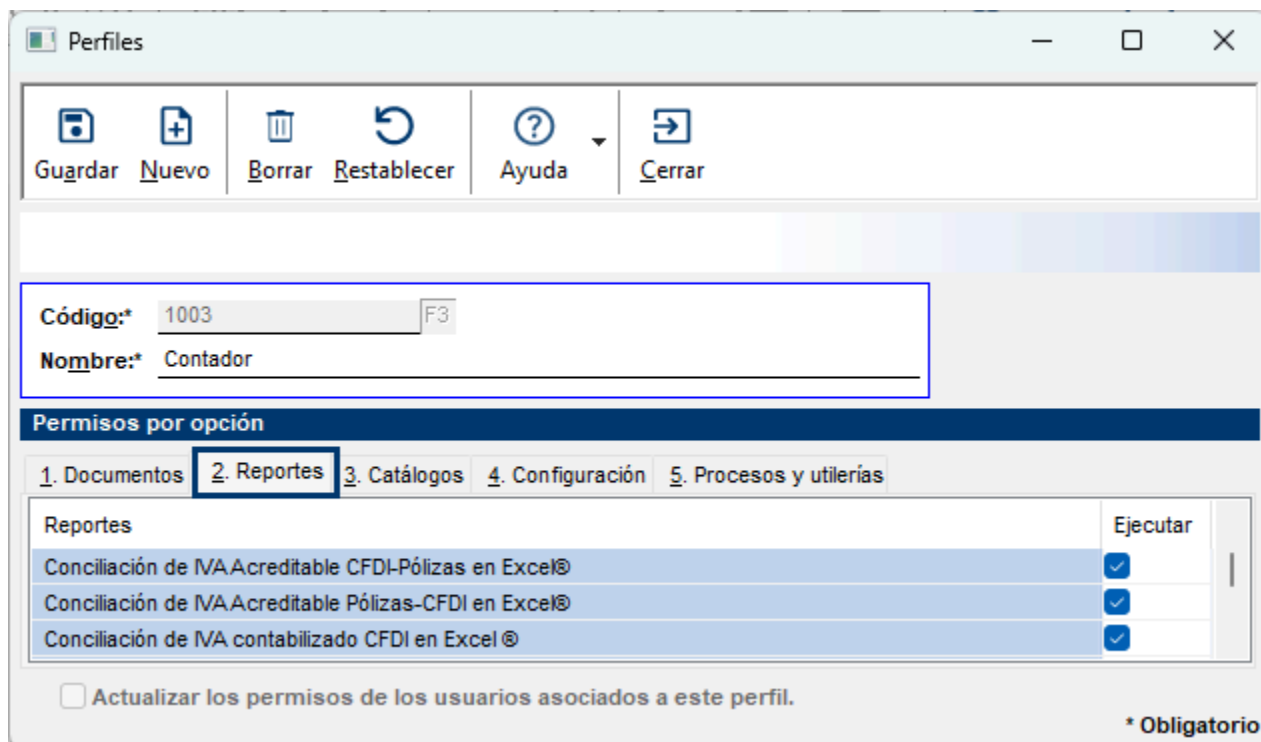 Perfiles
Guardar Nuevo Borrar Restablecer Ayuda Cerrar
Código:* 1003 F3
Nombre:* Contador
Permisos por opción
1. Documentos 2. Reportes 3. Catálogos 4. Configuración 5. Procesos y utilerías
Reportes Ejecutar
Conciliación de IVA Acreditable CFDI-Pólizas en Excel®
Conciliación de IVA Acreditable Pólizas-CFDI en Excel®
Conciliación de IVA contabilizado CFDI en Excel ®
Actualizar los permisos de los usuarios asociados a este perfil.
* Obligatorio